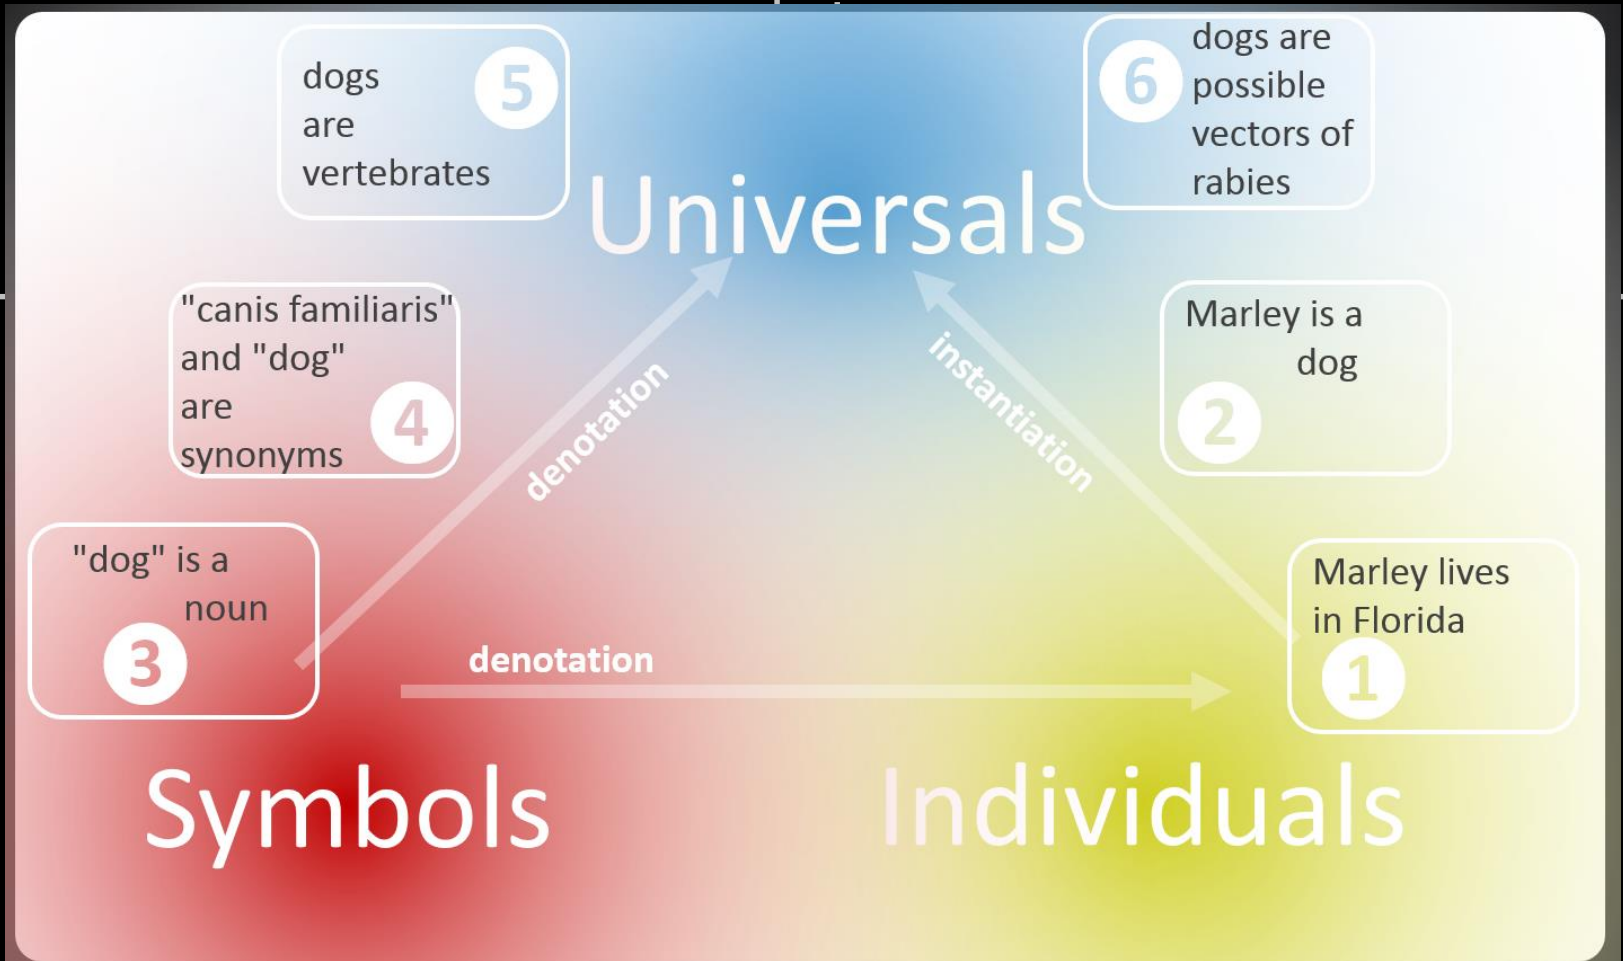 dogs
are
vertebrates
5
6
dogs are
possible
vectors of
rabies
Universals
"canis familiaris"
and "dog"
are
synonyms
4
denotation
instantiation
Marley is a
dog
2
"dog" is a
noun
3
denotation
Marley lives
in Florida
1
Symbols
Individuals